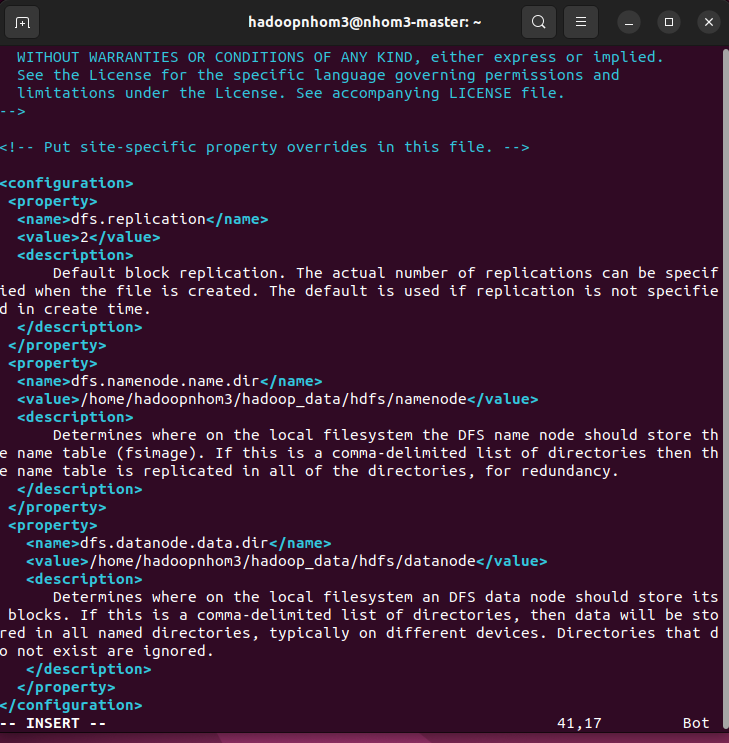 hadoopnhom3@nhom3-master: ~
WITHOUT WARRANTIES OR CONDITIONS OF ANY KIND, either express or implied.
See the License for the specific language governing permissions and
limitations under the License. See accompanying LICENSE file.
-->
<!-- Put site-specific property overrides in this file. -->
<configuration>
<property>
<name>dfs.replication</name>
<value>2</value>
<description>
Default block replication. The actual number of replications can be specif
ied when the file is created. The default is used if replication is not specifie
d in create time.
</description>
</property>
<property>
<name>dfs.namenode.name.dir</name>
<value>/home/hadoopnhom3/hadoop_data/hdfs/namenode</value>
<description>
Determines where on the local filesystem the DFS name node should store th
e name table (fsimage). If this is a comma-delimited list of directories then th
e name table is replicated in all of the directories, for redundancy.
</description>
</property>
<property>
<name>dfs.datanode.data.dir</name>
<value>/home/hadoopnhom3/hadoop_data/hdfs/datanode</value>
<description>
Determines where on the local filesystem an DFS data node should store its
blocks. If this is a comma-delimited list of directories, then data will be sto
red in all named directories, typically on different devices. Directories that d
o not exist are ignored.
</description>
</property>
</configuration>
-- INSERT -- 41,17 Bot